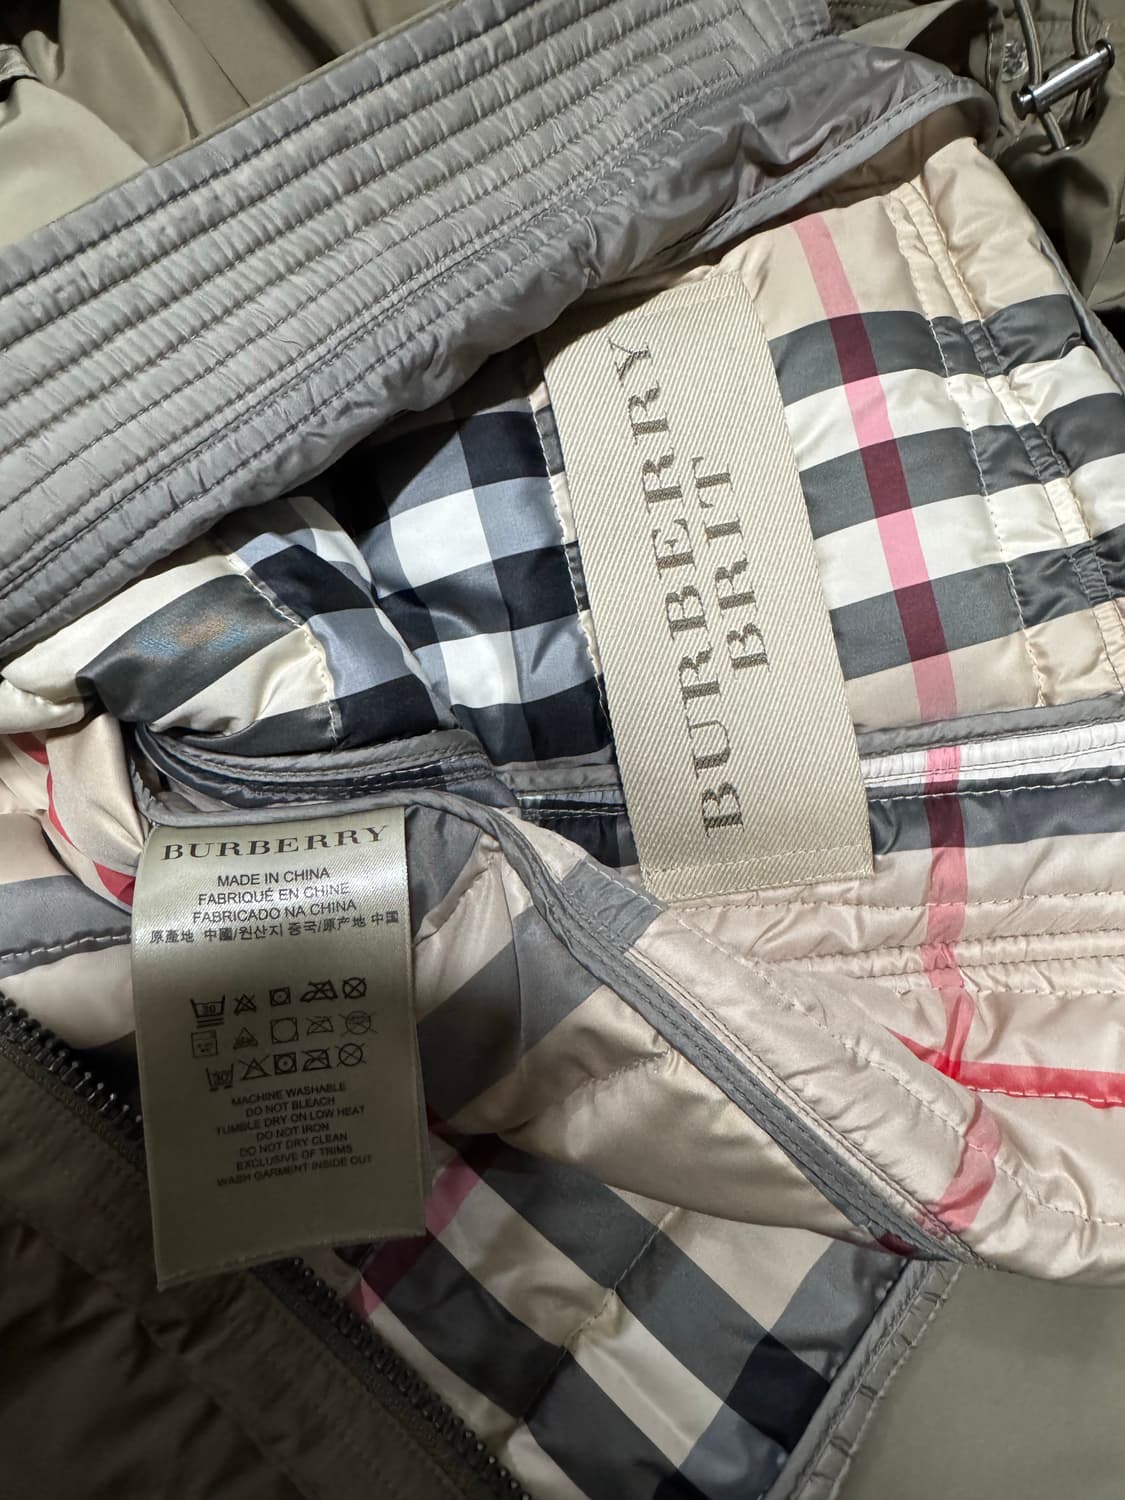 BURBERRY
BRIT
BURBERRY
MADE IN CHINA
FABRIQUÉ EN CHINE
FABRICADO NA CHINA
原產地 中國/원산지 중국/原产地 中国
30
30
MACHINE WASHABLE
DO NOT BLEACH
TUMBLE DRY ON LOW HEAT
DO NOT IRON
DO NOT DRY CLEAN
EXCLUSIVE OF TRIMS
WASH GARMENT INSIDE OUT